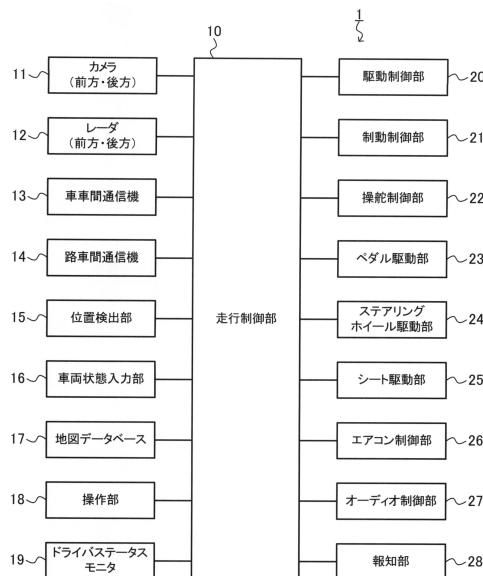 1
10
11
カメラ
(前方・後方)
12
レーダ
(前方・後方)
13
車車間通信機
14
路車間通信機
15
位置検出部
16
車両状態入力部
17
地図データベース
18
操作部
19
ドライバステータス
モニタ
走行制御部
駆動制御部
20
制動制御部
21
操舵制御部
22
ペダル駆動部
23
ステアリング
ホイール駆動部
24
シート駆動部
25
エアコン制御部
26
オーディオ制御部
27
報知部
28